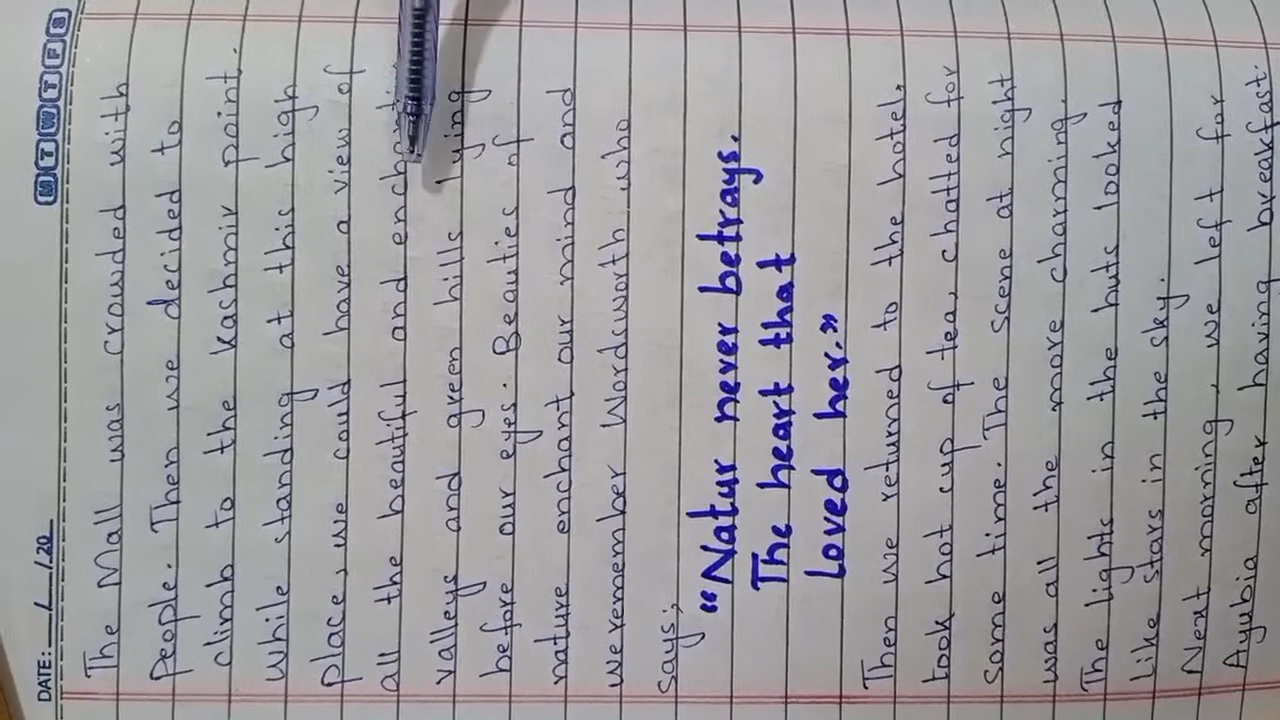 M T W T F S
DATE: __/__/20
The Mall was crowded with
People. Then we decided to
climb to the Kashmir point.
while standing at this high
place, we could have a view of
all the beautiful and
valleys and green hills
before our eyes. Beauties of
nature enchant our mind and
we remember Wordsworth who
says;
"Natur never betrays.
The heart that
Loved her."
Then we returned to the hotel,
took hot cup of tea, chatted for
Some time. The scene at night
was all the more charming.
The lights in the huts looked
Like stars in the sky.
Next morning, we left for
Ayubia after having breakfast.